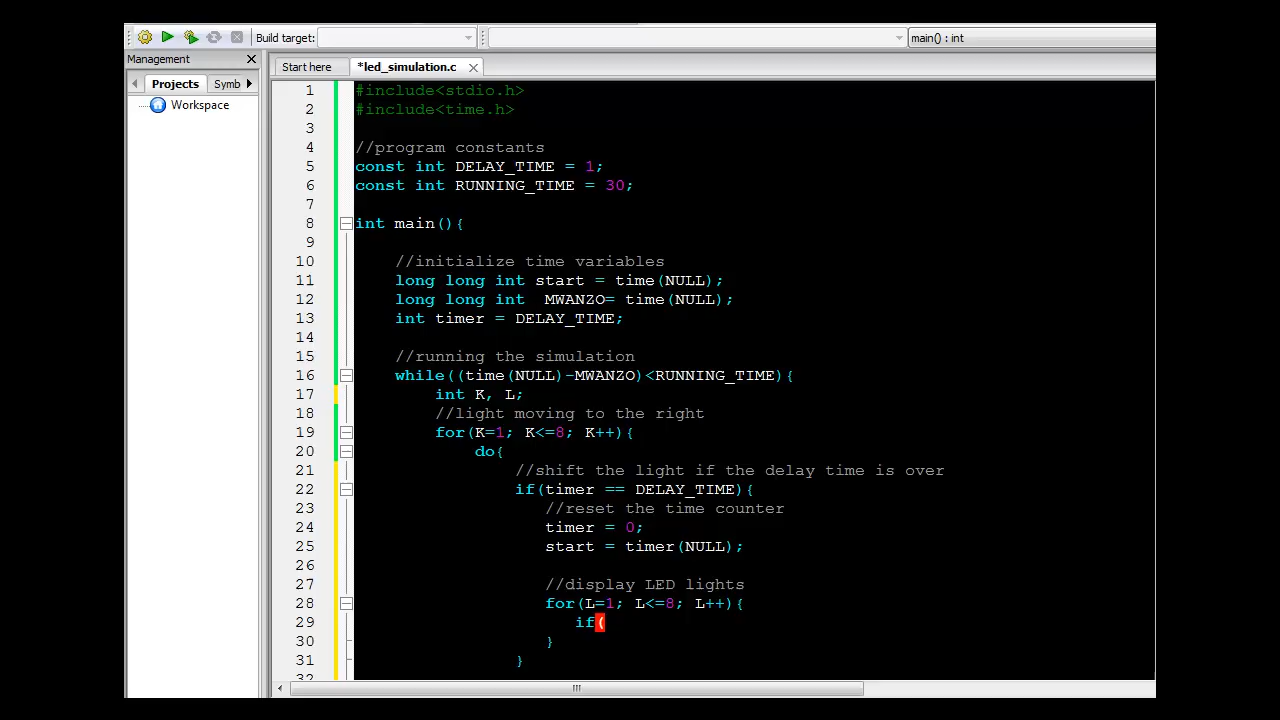 Build target:
main() : int
Management
Projects
Symb
Workspace
Start here
*led_simulation.c
1 #include<stdio.h>
2 #include<time.h>
3
4 //program constants
5 const int DELAY_TIME = 1;
6 const int RUNNING_TIME = 30;
7
8 int main(){
9
10 //initialize time variables
11 long long int start = time(NULL);
12 long long int  MWANZO= time(NULL);
13 int timer = DELAY_TIME;
14
15 //running the simulation
16 while((time(NULL)-MWANZO)<RUNNING_TIME){
17 int K, L;
18 //light moving to the right
19 for(K=1; K<=8; K++){
20 do{
21 //shift the light if the delay time is over
22 if(timer == DELAY_TIME){
23 //reset the time counter
24 timer = 0;
25 start = timer(NULL);
26
27 //display LED lights
28 for(L=1; L<=8; L++){
29 if(
30 }
31 }
32